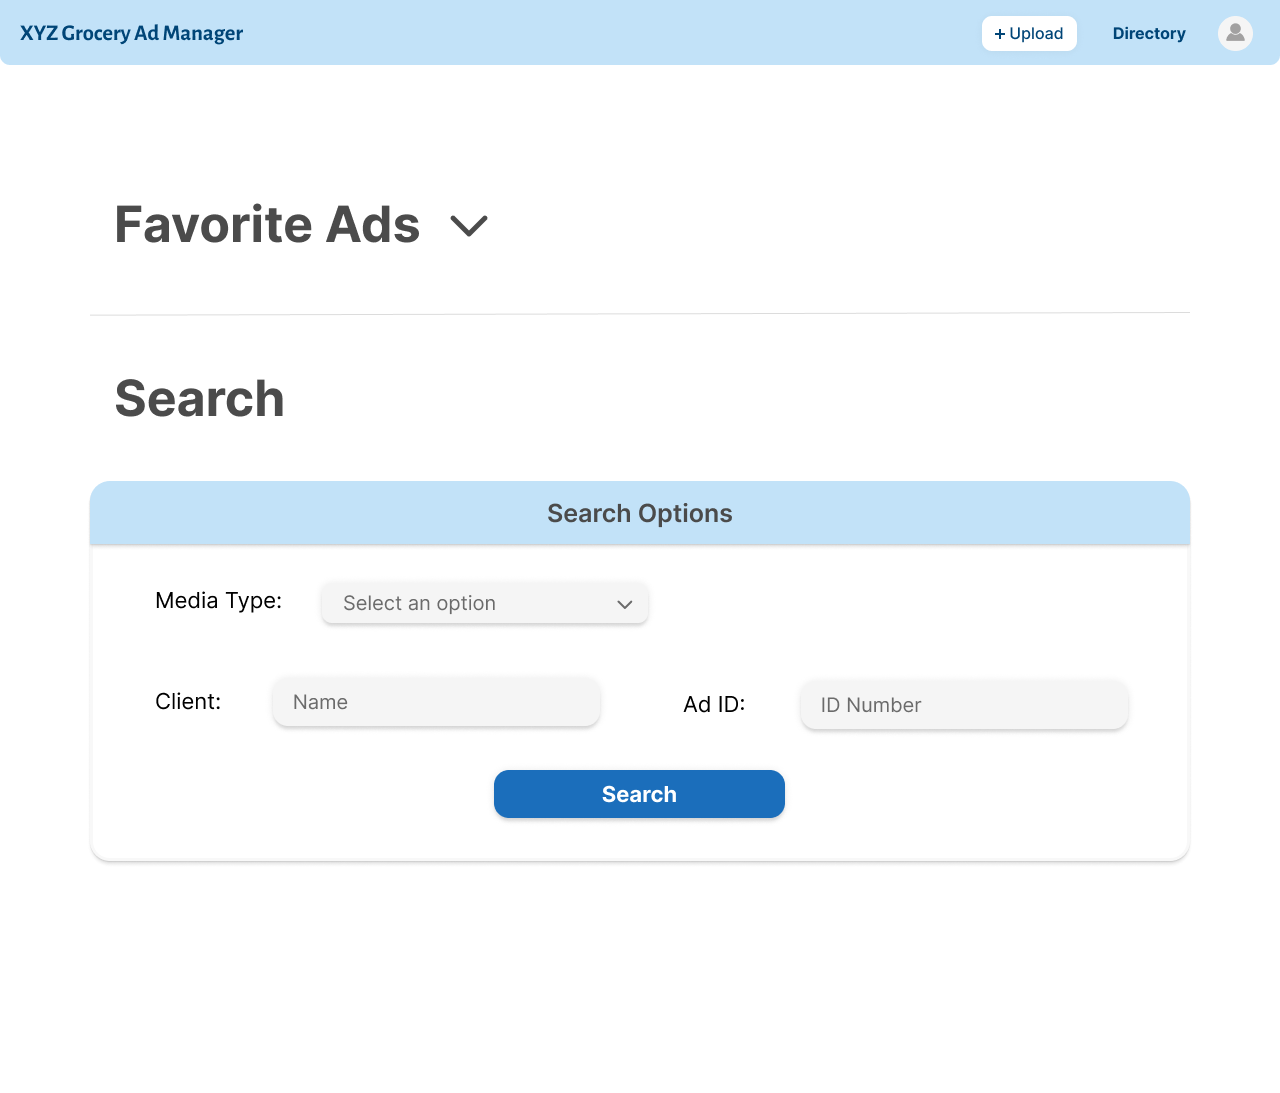 XYZ Grocery Ad Manager
+ Upload
Directory
Favorite Ads
Search
Search Options
Media Type:
Select an option
Client:
Name
Ad ID:
ID Number
Search